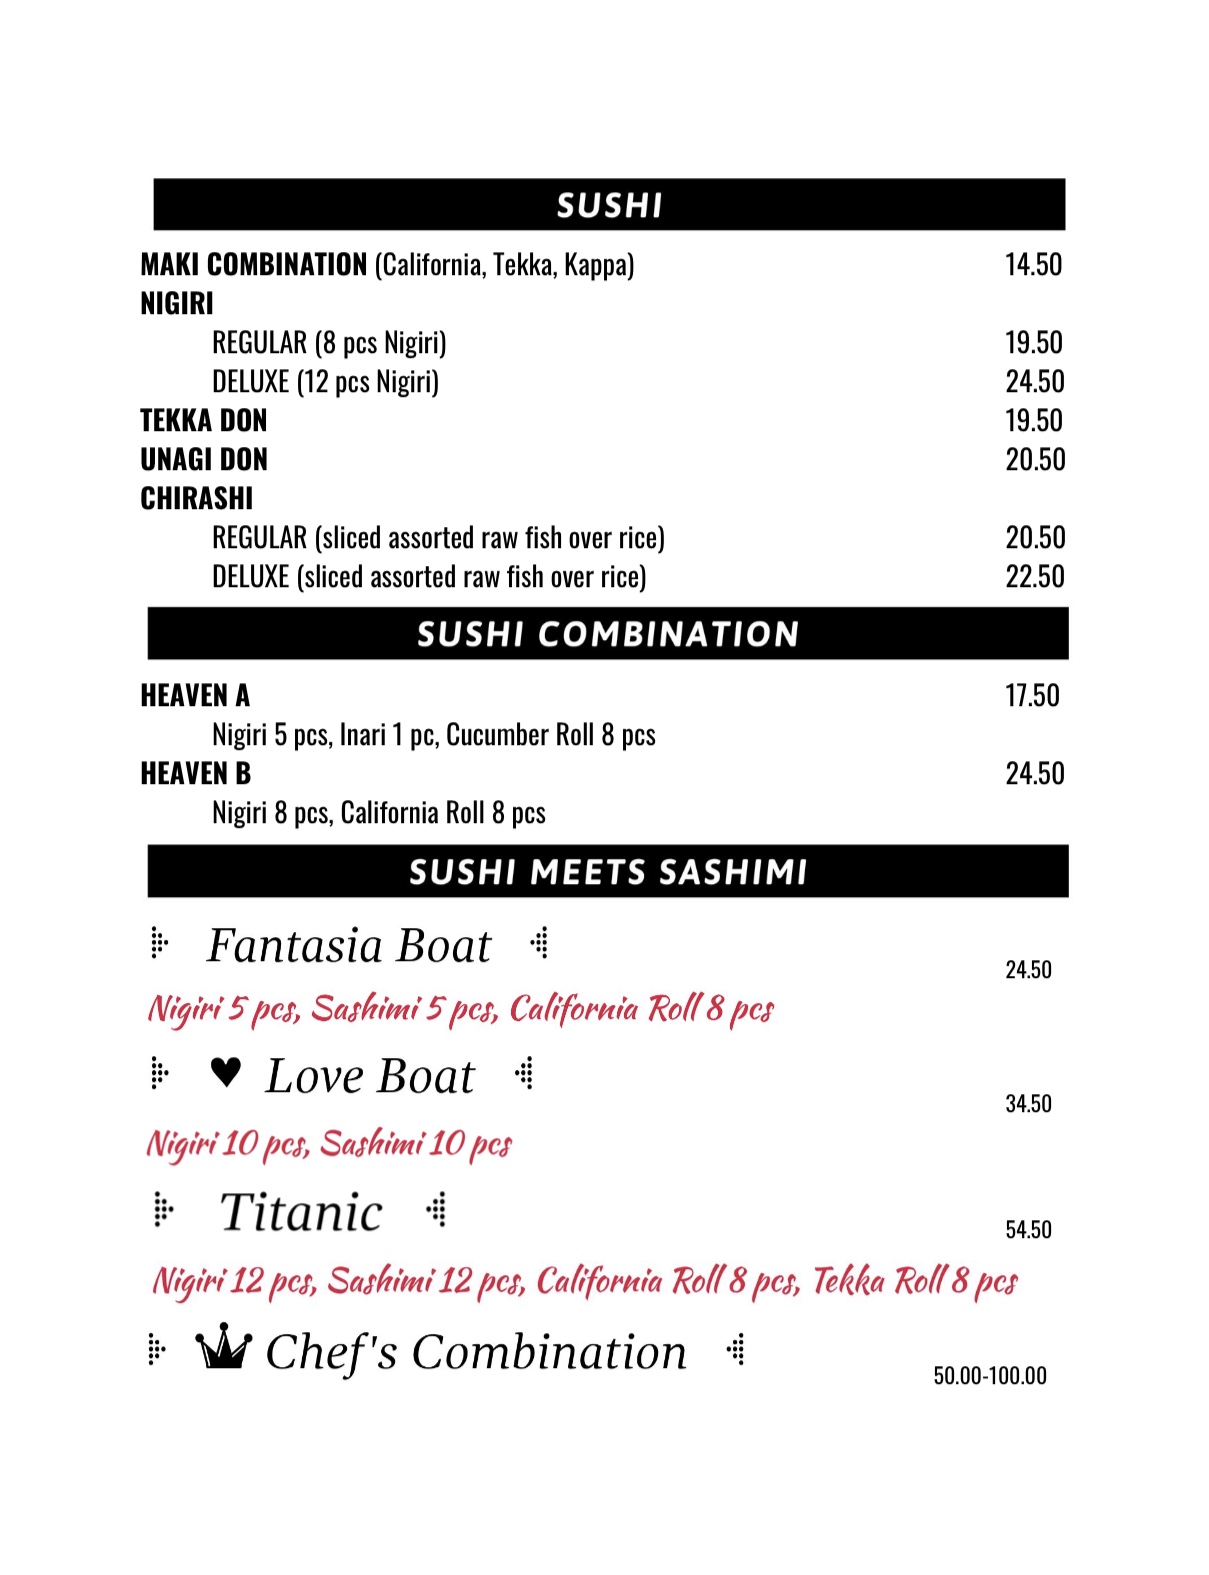 SUSHI
MAKI COMBINATION (California, Tekka, Kappa) 14.50
NIGIRI
REGULAR (8 pcs Nigiri) 19.50
DELUXE (12 pcs Nigiri) 24.50
TEKKA DON 19.50
UNAGI DON 20.50
CHIRASHI
REGULAR (sliced assorted raw fish over rice) 20.50
DELUXE (sliced assorted raw fish over rice) 22.50
SUSHI COMBINATION
HEAVEN A 17.50
Nigiri 5 pcs, Inari 1 pc, Cucumber Roll 8 pcs
HEAVEN B 24.50
Nigiri 8 pcs, California Roll 8 pcs
SUSHI MEETS SASHIMI
Fantasia Boat 24.50
Nigiri 5 pcs, Sashimi 5 pcs, California Roll 8 pcs
♥ Love Boat 34.50
Nigiri 10 pcs, Sashimi 10 pcs
Titanic 54.50
Nigiri 12 pcs, Sashimi 12 pcs, California Roll 8 pcs, Tekka Roll 8 pcs
Chef's Combination 50.00-100.00